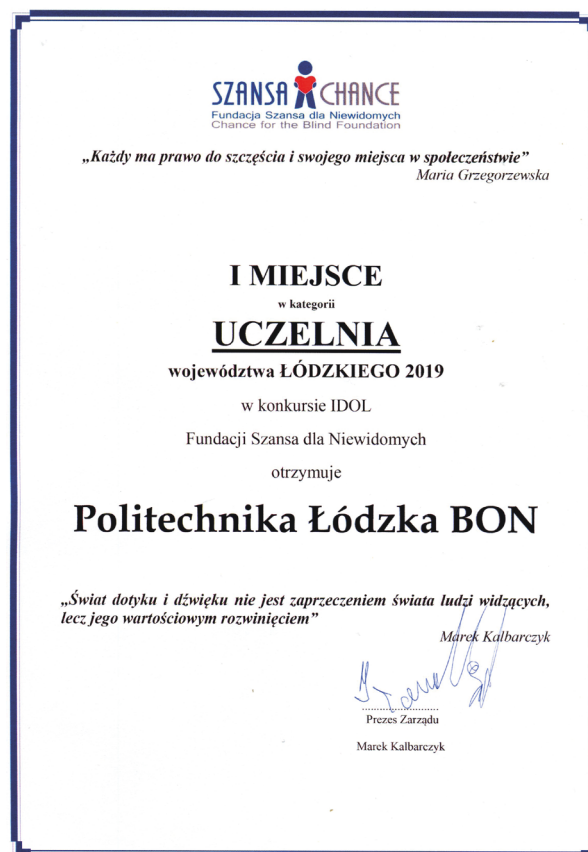 SZANSA CHANCE
Fundacja Szansa dla Niewidomych
Chance for the Blind Foundation
„Każdy ma prawo do szczęścia i swojego miejsca w społeczeństwie”
Maria Grzegorzewska
I MIEJSCE
w kategorii
UCZELNIA
województwa ŁÓDZKIEGO 2019
w konkursie IDOL
Fundacji Szansa dla Niewidomych
otrzymuje
Politechnika Łódzka BON
„Świat dotyku i dźwięku nie jest zaprzeczeniem świata ludzi widzących,
lecz jego wartościowym rozwinięciem”
Marek Kalbarczyk
Prezes Zarządu
Marek Kalbarczyk